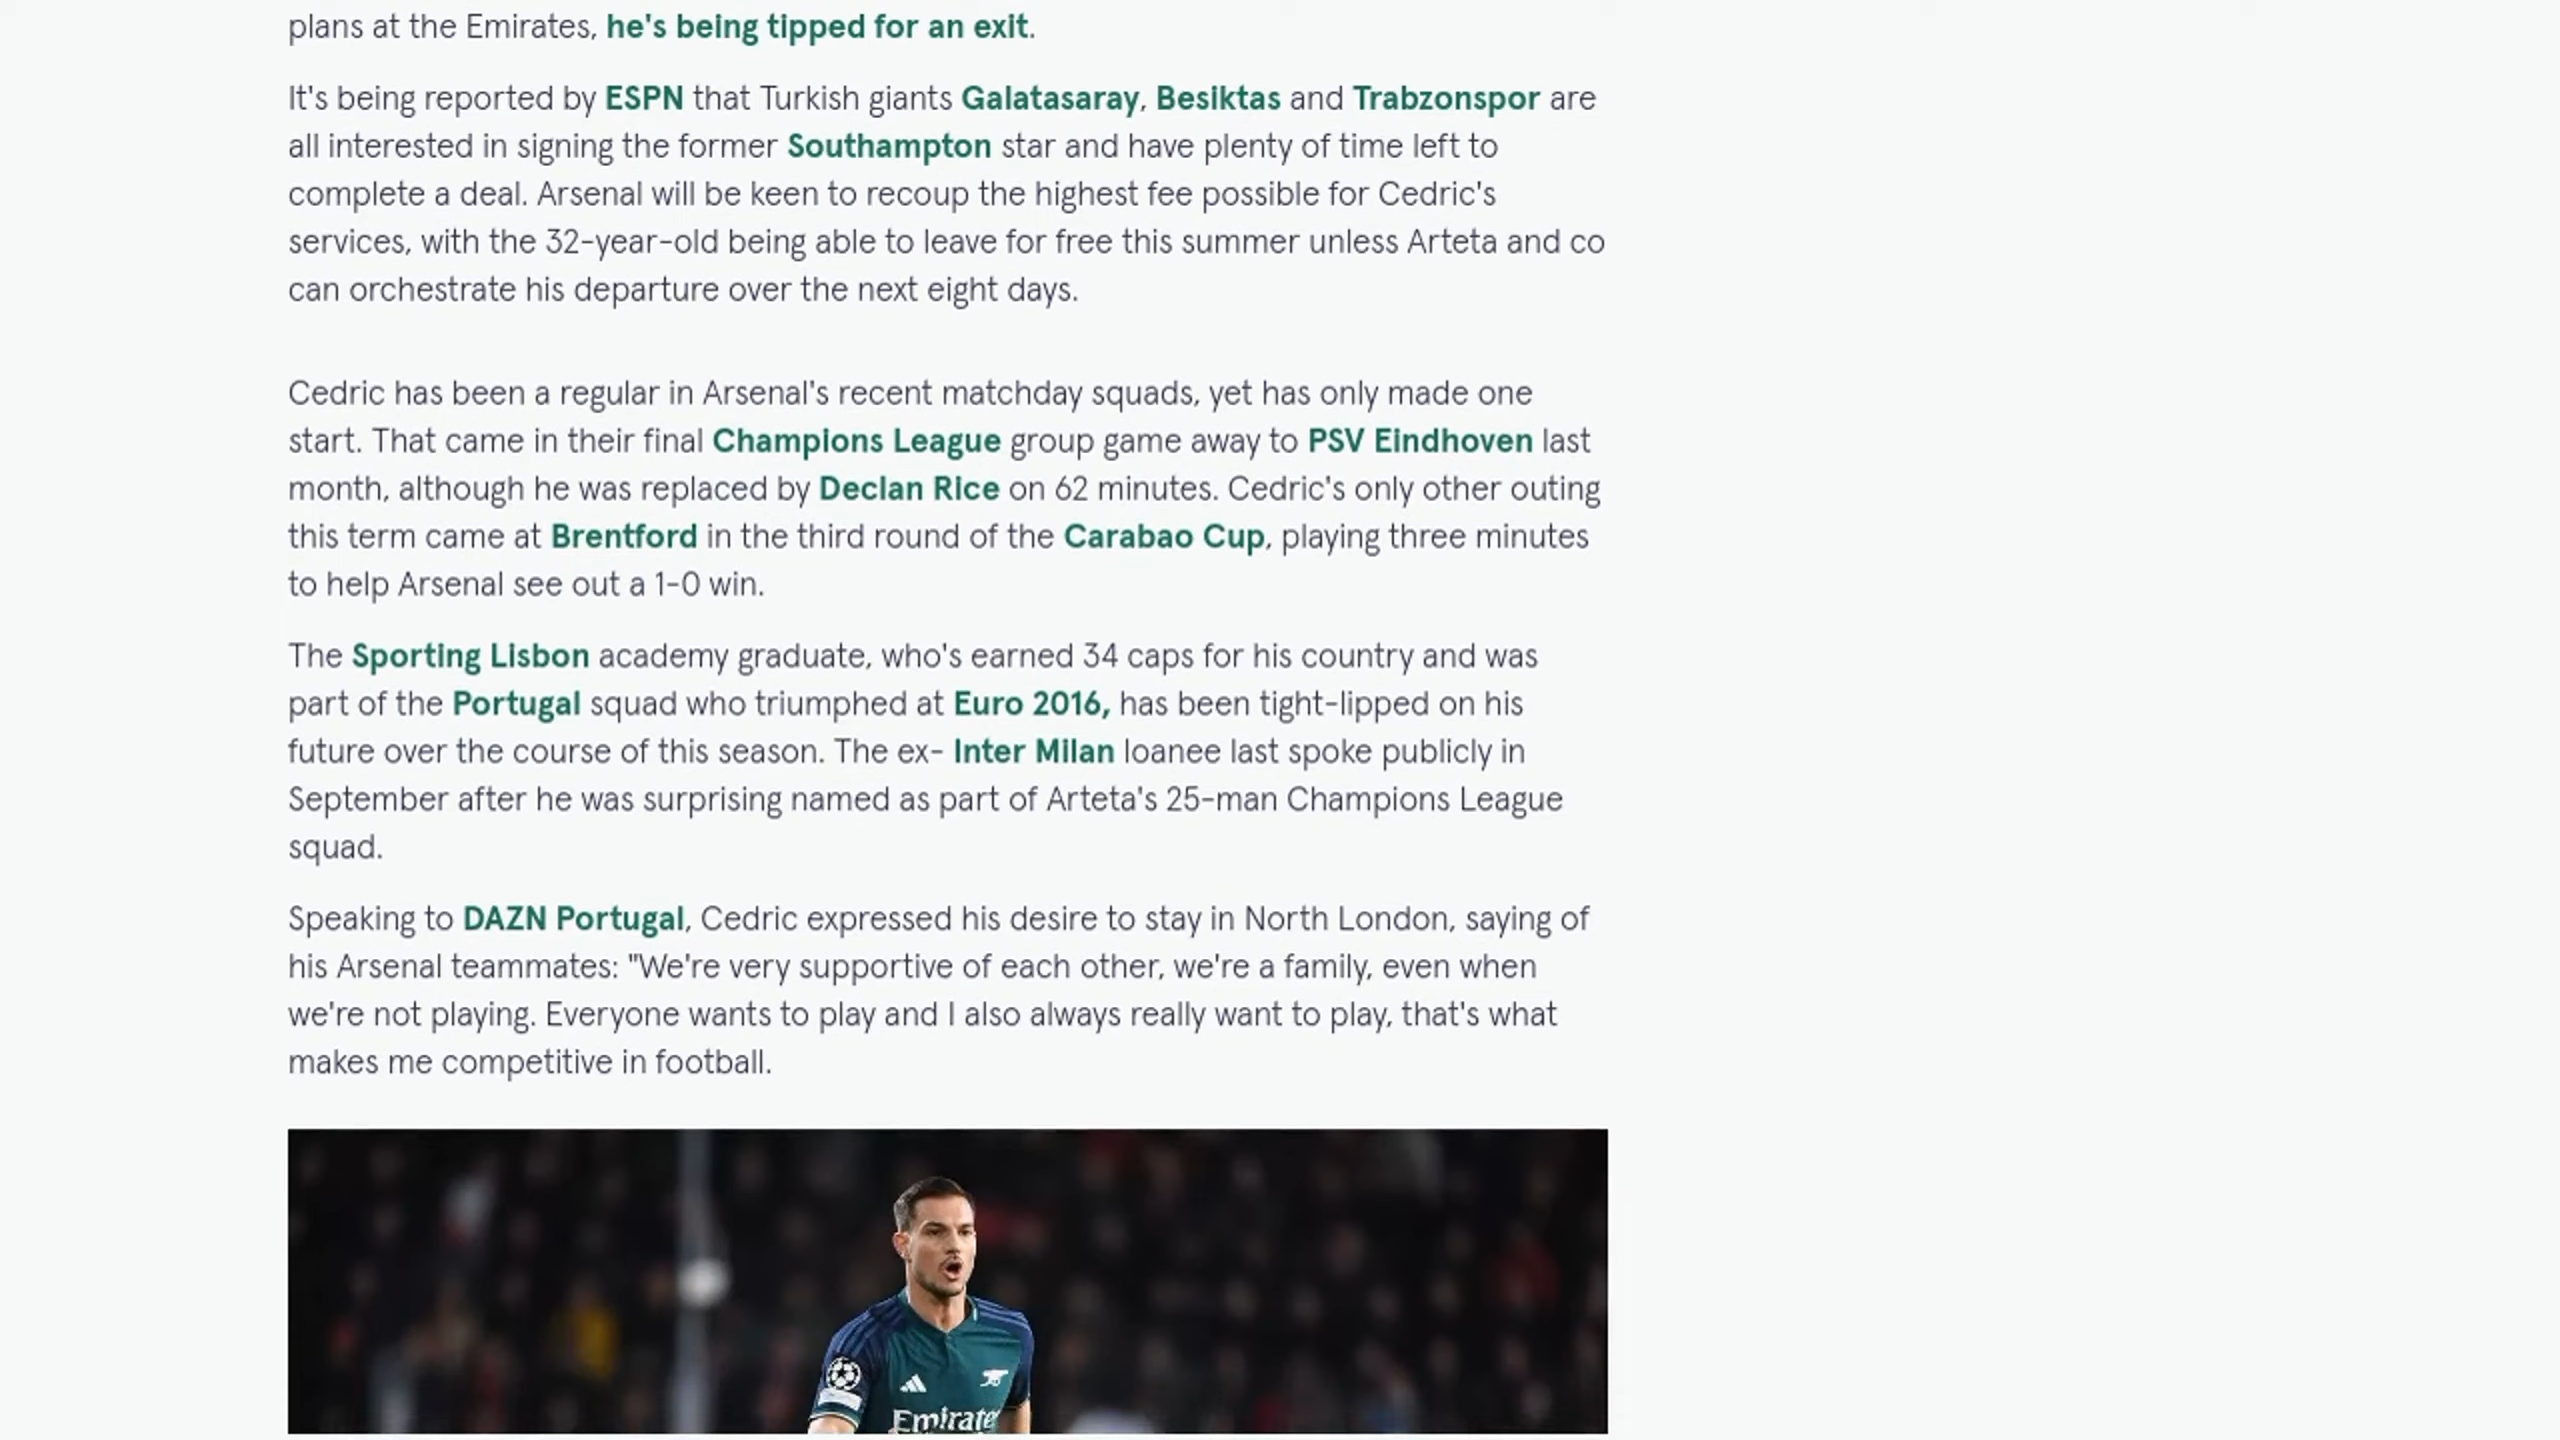 plans at the Emirates, he's being tipped for an exit.
It's being reported by ESPN that Turkish giants Galatasaray, Besiktas and Trabzonspor are
all interested in signing the former Southampton star and have plenty of time left to
complete a deal. Arsenal will be keen to recoup the highest fee possible for Cedric's
services, with the 32-year-old being able to leave for free this summer unless Arteta and co
can orchestrate his departure over the next eight days.
Cedric has been a regular in Arsenal's recent matchday squads, yet has only made one
start. That came in their final Champions League group game away to PSV Eindhoven last
month, although he was replaced by Declan Rice on 62 minutes. Cedric's only other outing
this term came at Brentford in the third round of the Carabao Cup, playing three minutes
to help Arsenal see out a 1-0 win.
The Sporting Lisbon academy graduate, who's earned 34 caps for his country and was
part of the Portugal squad who triumphed at Euro 2016, has been tight-lipped on his
future over the course of this season. The ex- Inter Milan loanee last spoke publicly in
September after he was surprising named as part of Arteta's 25-man Champions League
squad.
Speaking to DAZN Portugal, Cedric expressed his desire to stay in North London, saying of
his Arsenal teammates: "We're very supportive of each other, we're a family, even when
we're not playing. Everyone wants to play and I also always really want to play, that's what
makes me competitive in football.
Emirate